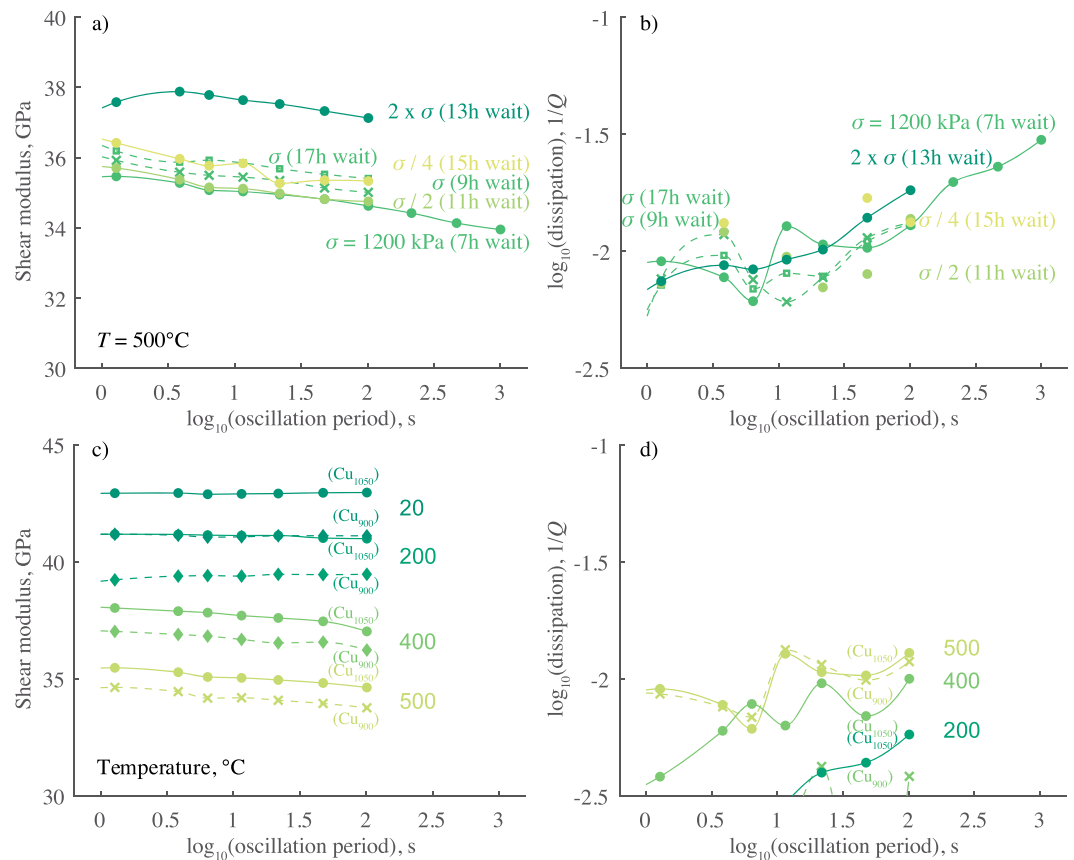 a)
38
36
34
32
30
40
Shear modulus, GPa
2 x σ (13h wait)
σ (17h wait)
σ / 4 (15h wait)
σ (9h wait)
σ / 2 (11h wait)
σ = 1200 kPa (7h wait)
T = 500°C
0 0.5 1 1.5 2 2.5 3
log10(oscillation period), s
b)
-1
-1.5
-2
-2.5
log10(dissipation), 1/Q
σ = 1200 kPa (7h wait)
2 x σ (13h wait)
σ (17h wait)
σ (9h wait)
σ / 4 (15h wait)
σ / 2 (11h wait)
0 0.5 1 1.5 2 2.5 3
log10(oscillation period), s
c)
45
40
35
30
Shear modulus, GPa
(Cu1050)
20
(Cu900)
(Cu1050)
200
(Cu900)
(Cu1050)
400
(Cu900)
(Cu1050)
500
(Cu900)
Temperature, °C
0 0.5 1 1.5 2 2.5 3
log10(oscillation period), s
d)
-1
-1.5
-2
-2.5
log10(dissipation), 1/Q
(Cu1050)
500
400
(Cu900)
(Cu1050)
(Cu1050)
200
(Cu900)
0 0.5 1 1.5 2 2.5 3
log10(oscillation period), s